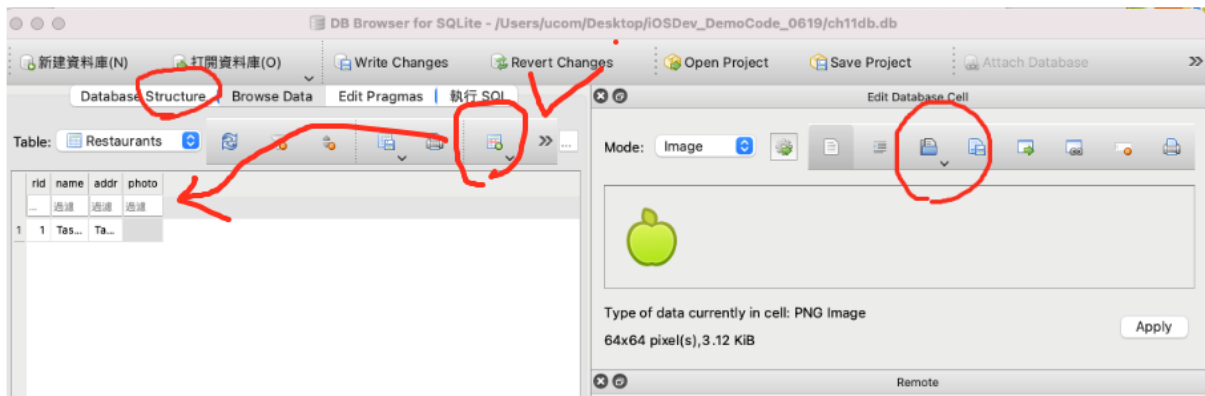 DB Browser for SQLite - /Users/ucom/Desktop/iOSDev_DemoCode_0619/ch11db.db
新建資料庫(N) 打開資料庫(O) Write Changes Revert Changes Open Project Save Project Attach Database »
Database Structure Browse Data Edit Pragmas 執行 SQL
Edit Database Cell
Table: Restaurants » ...
Mode: Image
rid name addr photo
... 過濾 過濾 過濾
1 1 Tas... Ta...
Type of data currently in cell: PNG Image
64x64 pixel(s),3.12 KiB
Apply
Remote